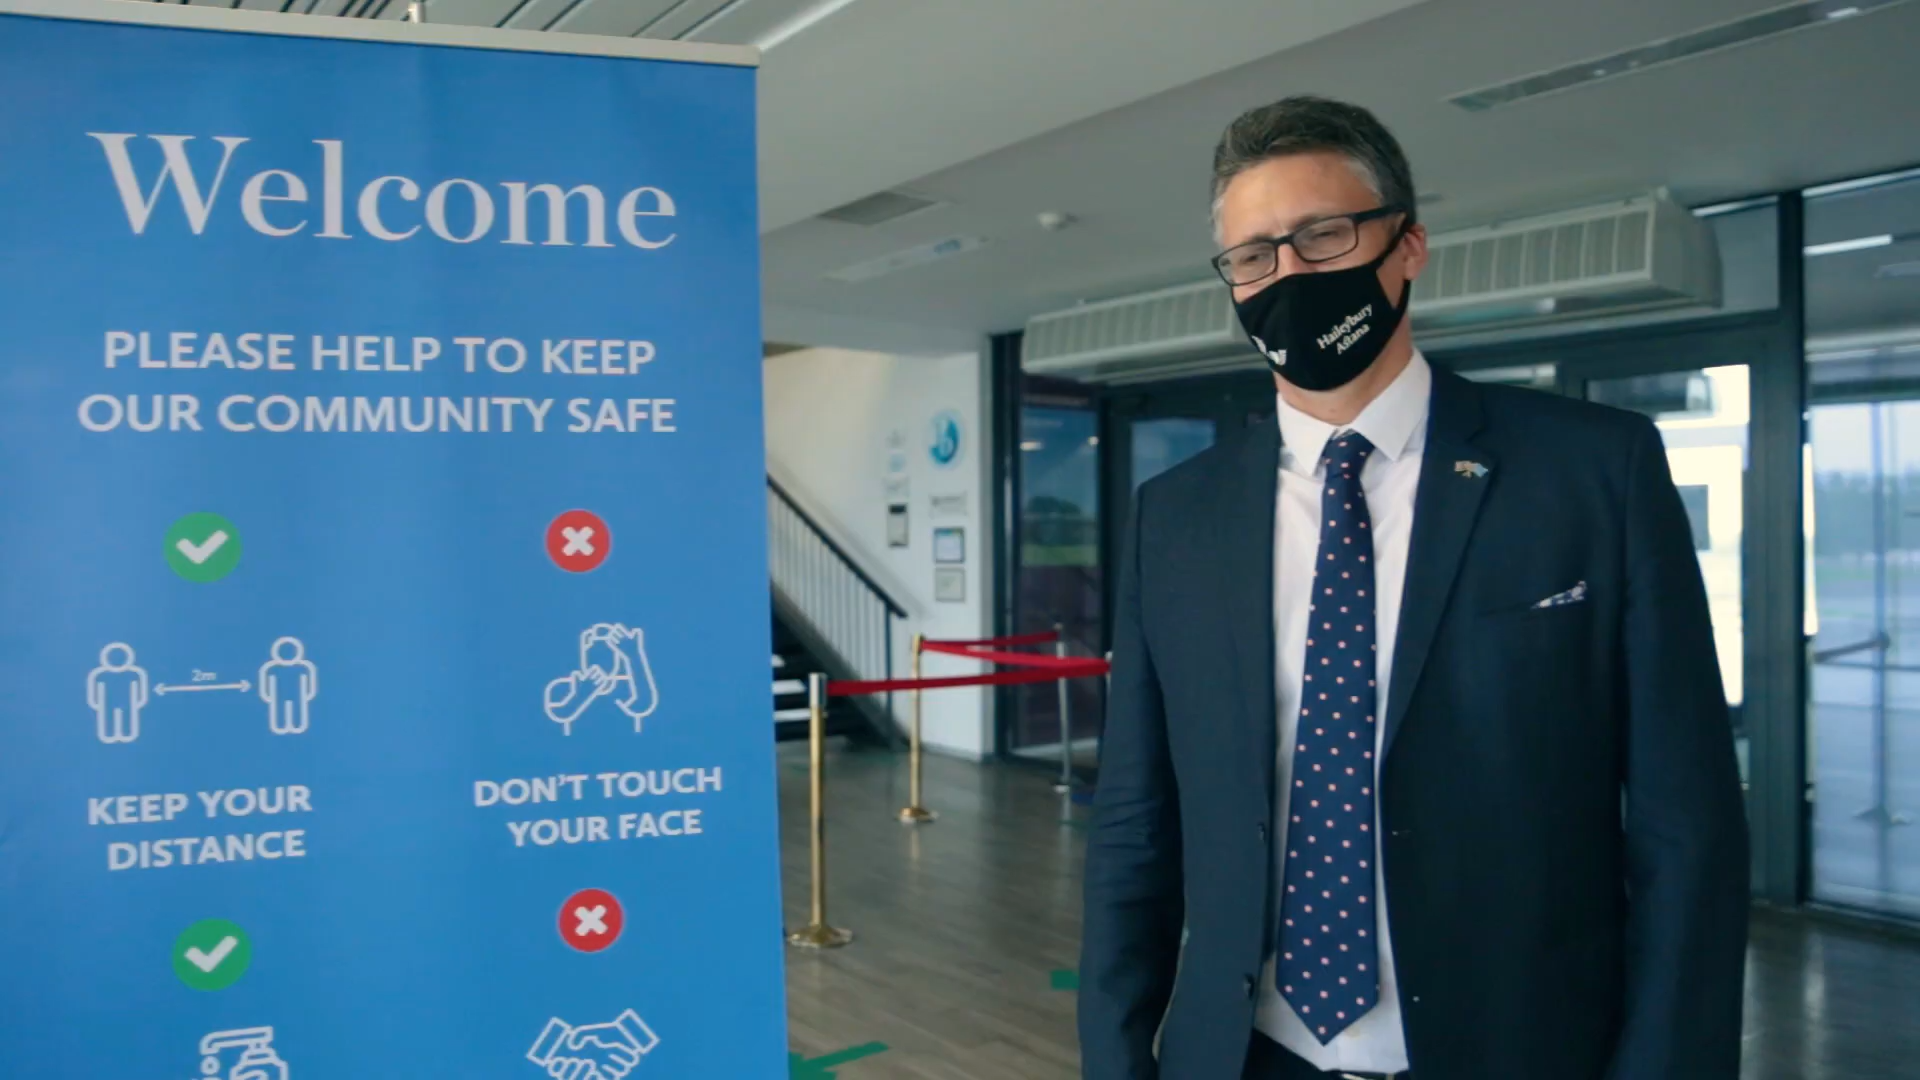 Welcome
PLEASE HELP TO KEEP
OUR COMMUNITY SAFE
2m
KEEP YOUR
DISTANCE
DON'T TOUCH
YOUR FACE
Haileybury
Astana